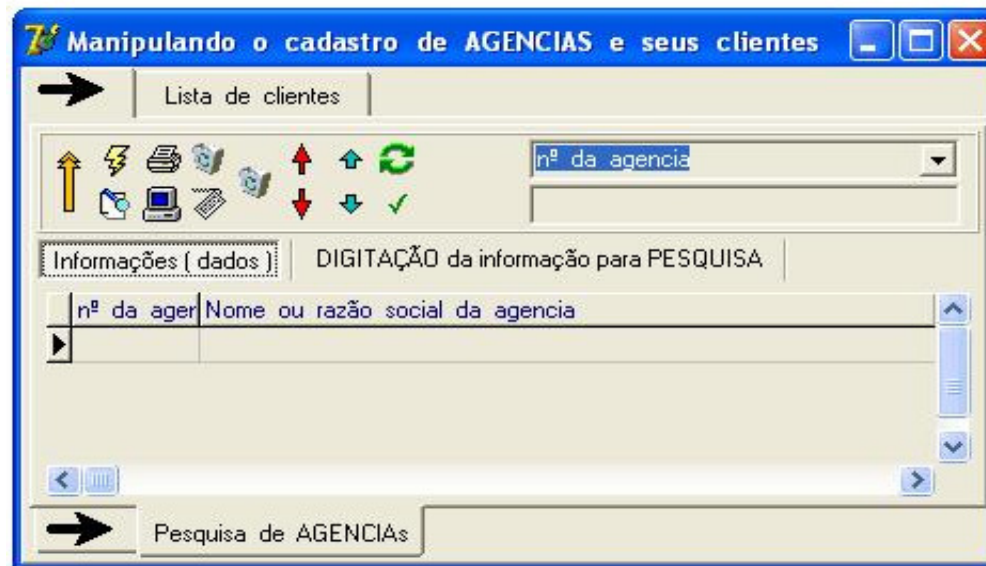 Manipulando o cadastro de AGENCIAS e seus clientes
Lista de clientes
nº da agencia
Informações ( dados ) DIGITAÇÃO da informação para PESQUISA
nº da ager Nome ou razão social da agencia
Pesquisa de AGENCIAs